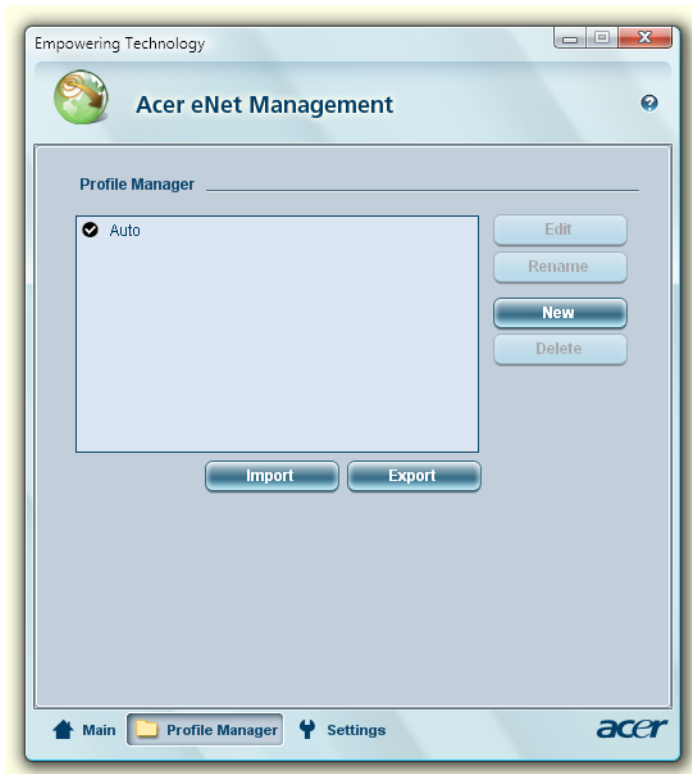 Empowering Technology
Acer eNet Management
Profile Manager
Auto
Edit
Rename
New
Delete
Import
Export
Main
Profile Manager
Settings
acer